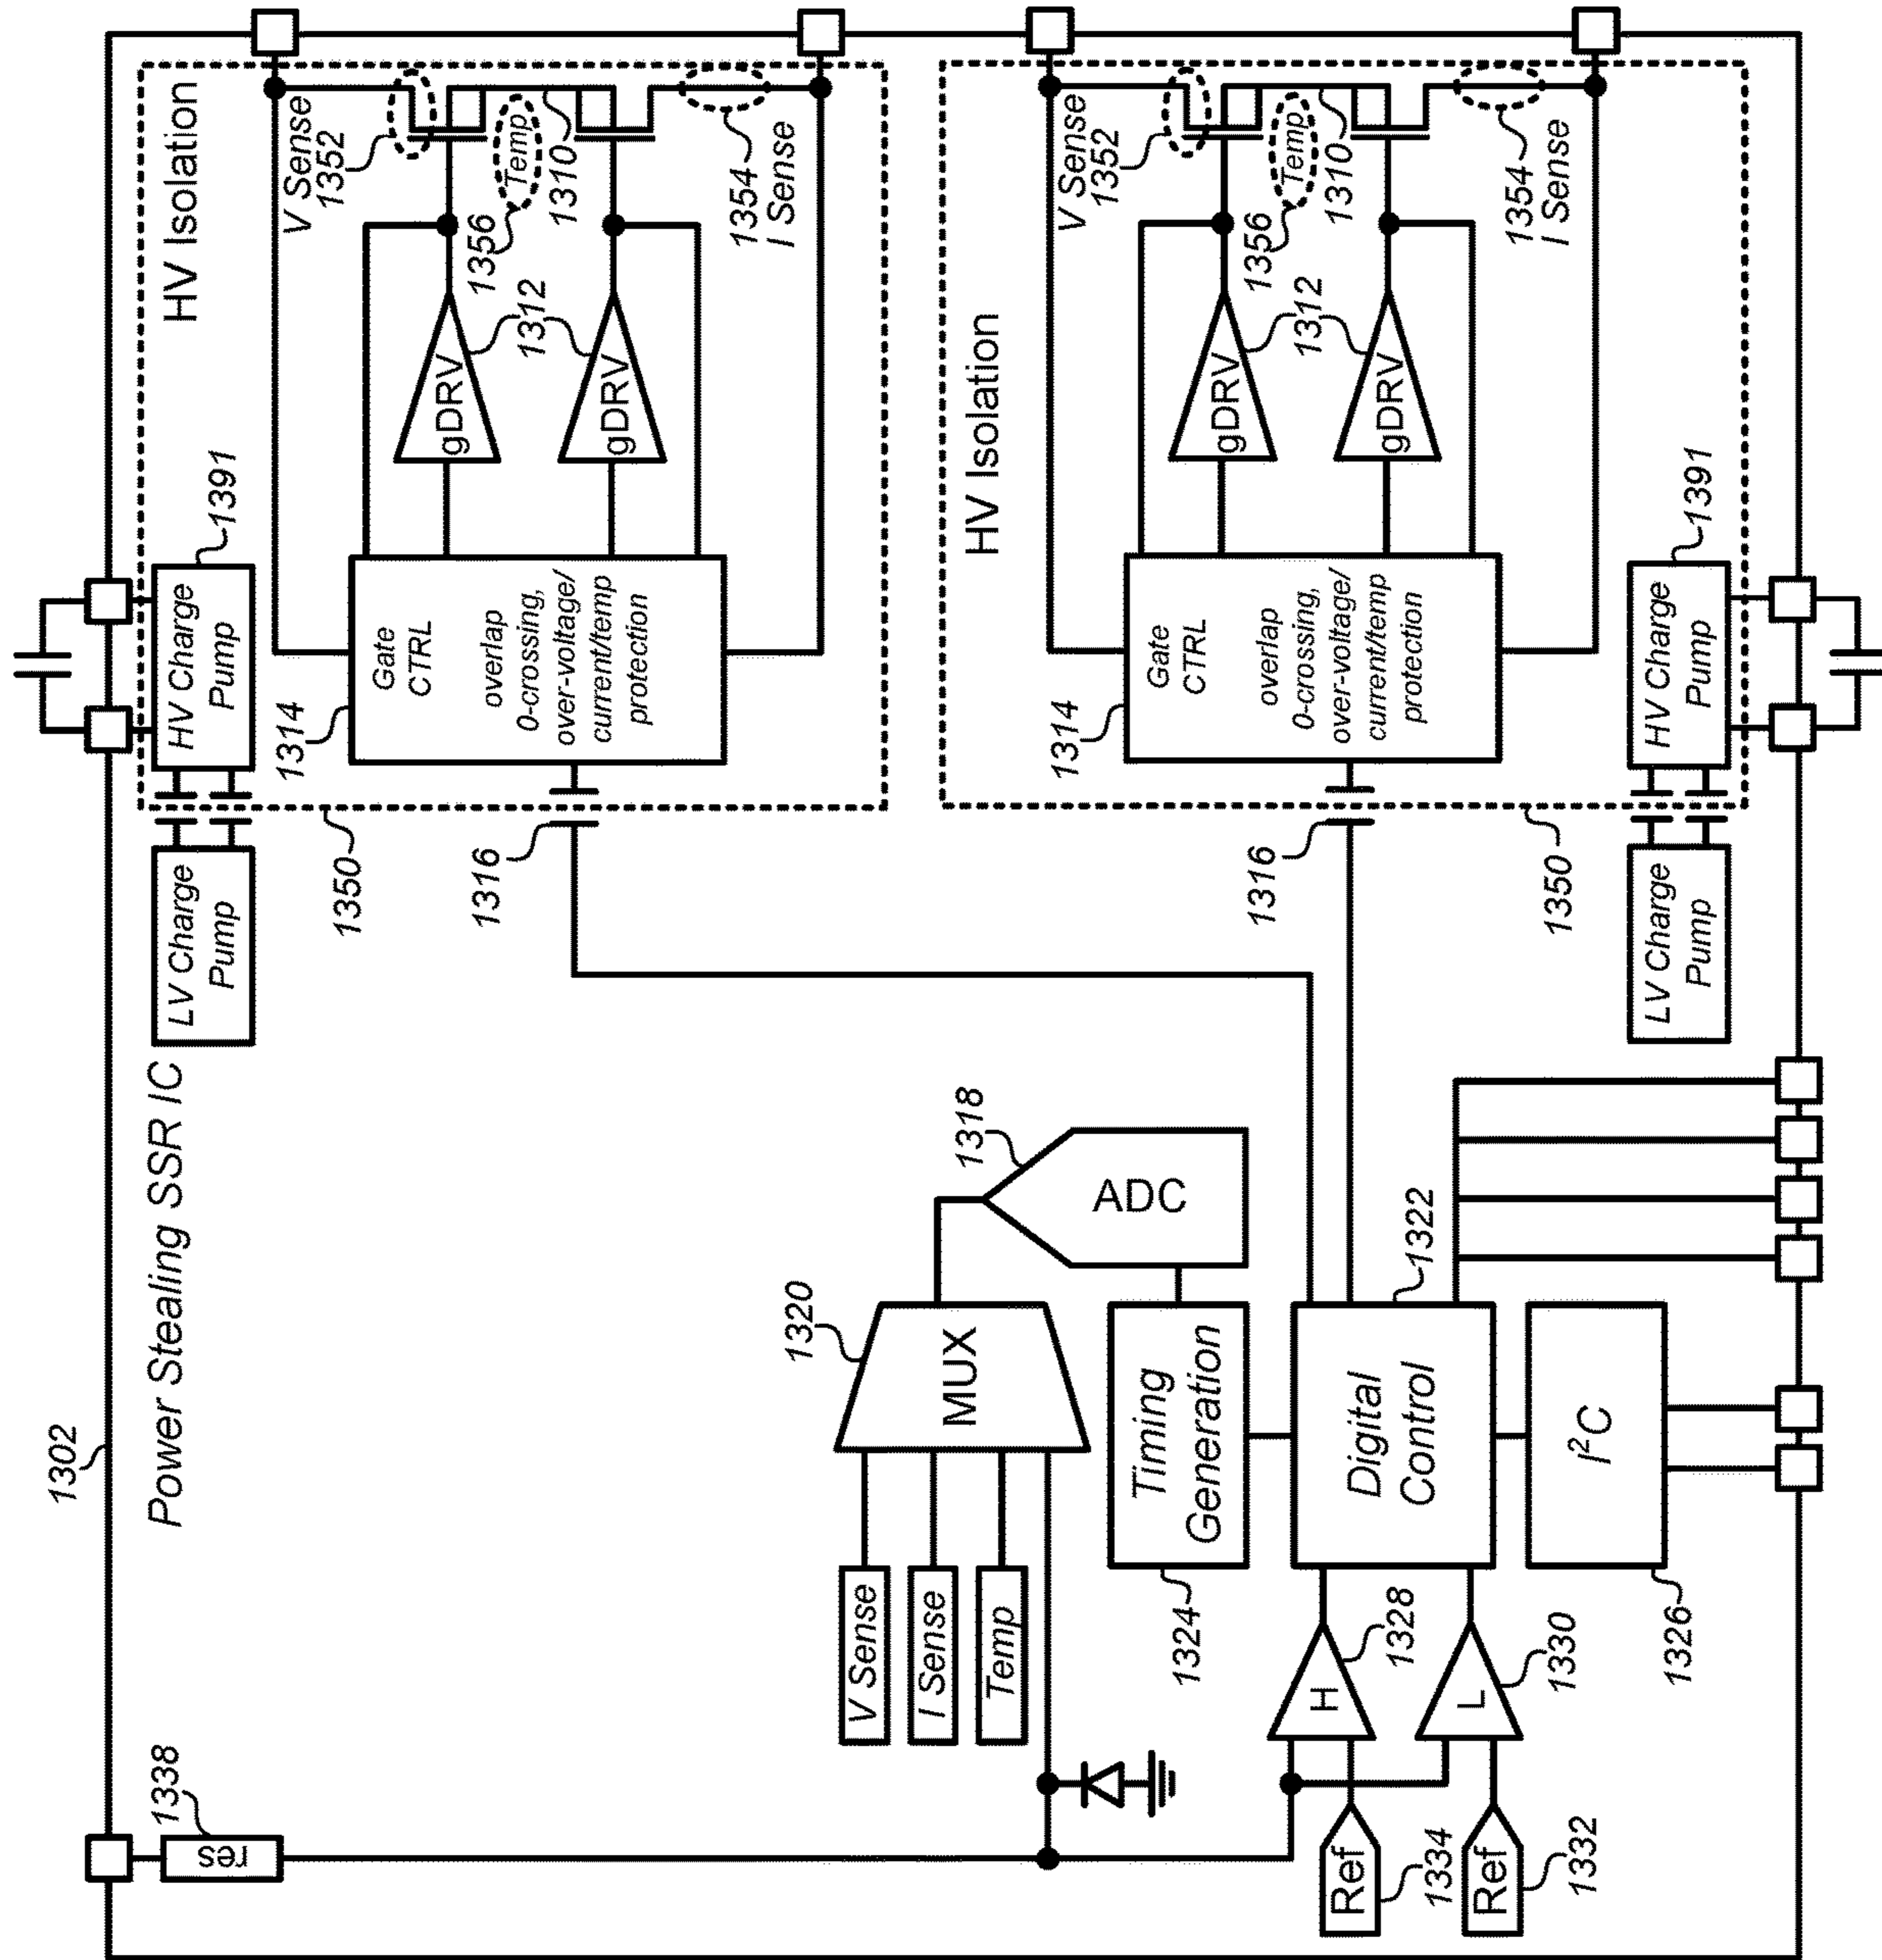 1302
Power Stealing SSR IC
1338
res
LV Charge
Pump
HV Charge
Pump
1391
HV Isolation
1350
1314
Gate
CTRL
overlap
0-crossing,
over-voltage/
current/temp
protection
1316
gDRV
gDRV
1312
V Sense
1352
1356
Temp
1310
1354
I Sense
V Sense
I Sense
Temp
MUX
1320
ADC
1318
Timing
Generation
1324
Digital
Control
1322
I²C
1326
H
1328
L
1330
Ref
1334
Ref
1332
HV Isolation
1314
Gate
CTRL
overlap
0-crossing,
over-voltage/
current/temp
protection
1316
gDRV
gDRV
1312
V Sense
1352
1356
Temp
1310
1354
I Sense
1350
LV Charge
Pump
HV Charge
Pump
1391